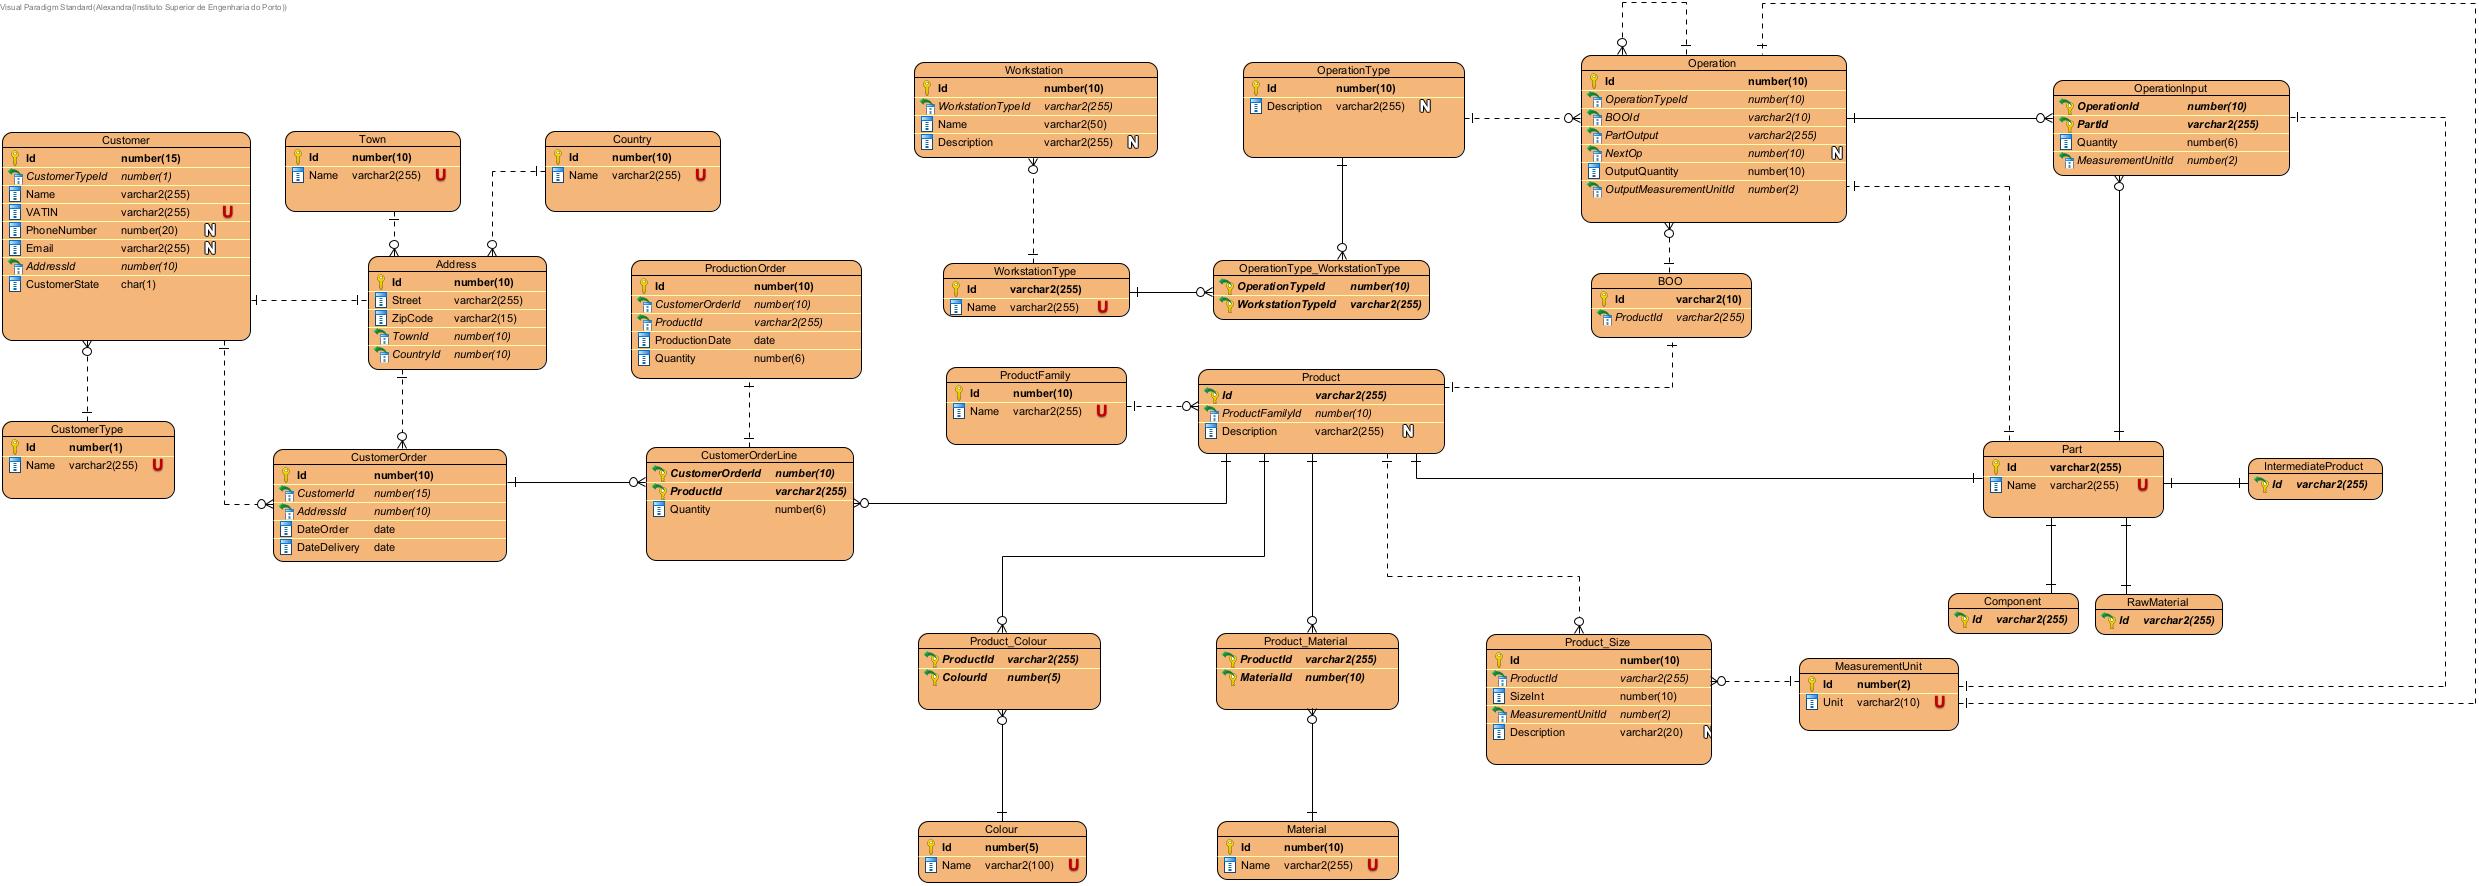 Visual Paradigm Standard(Alexandra(Instituto Superior de Engenharia do Porto))
Customer
Id number(15)
CustomerTypeId number(1)
Name varchar2(255)
VATIN varchar2(255) U
PhoneNumber number(20) N
Email varchar2(255) N
AddressId number(10)
CustomerState char(1)
Town
Id number(10)
Name varchar2(255) U
Country
Id number(10)
Name varchar2(255) U
Address
Id number(10)
Street varchar2(255)
ZipCode varchar2(15)
TownId number(10)
CountryId number(10)
CustomerType
Id number(1)
Name varchar2(255) U
CustomerOrder
Id number(10)
CustomerId number(15)
AddressId number(10)
DateOrder date
DateDelivery date
ProductionOrder
Id number(10)
CustomerOrderId number(10)
ProductId varchar2(255)
ProductionDate date
Quantity number(6)
CustomerOrderLine
CustomerOrderId number(10)
ProductId varchar2(255)
Quantity number(6)
Workstation
Id number(10)
WorkstationTypeId varchar2(255)
Name varchar2(50)
Description varchar2(255) N
OperationType
Id number(10)
Description varchar2(255) N
WorkstationType
Id varchar2(255)
Name varchar2(255) U
OperationType_WorkstationType
OperationTypeId number(10)
WorkstationTypeId varchar2(255)
ProductFamily
Id number(10)
Name varchar2(255) U
Product
Id varchar2(255)
ProductFamilyId number(10)
Description varchar2(255) N
Operation
Id number(10)
OperationTypeId number(10)
BOOId varchar2(10)
PartOutput varchar2(255)
NextOp number(10) N
OutputQuantity number(10)
OutputMeasurementUnitId number(2)
OperationInput
OperationId number(10)
PartId varchar2(255)
Quantity number(6)
MeasurementUnitId number(2)
BOO
Id varchar2(10)
ProductId varchar2(255)
Part
Id varchar2(255)
Name varchar2(255) U
IntermediateProduct
Id varchar2(255)
Component
Id varchar2(255)
RawMaterial
Id varchar2(255)
Product_Colour
ProductId varchar2(255)
ColourId number(5)
Product_Material
ProductId varchar2(255)
MaterialId number(10)
Product_Size
Id number(10)
ProductId varchar2(255)
SizeInt number(10)
MeasurementUnitId number(2)
Description varchar2(20) N
MeasurementUnit
Id number(2)
Unit varchar2(10) U
Colour
Id number(5)
Name varchar2(100) U
Material
Id number(10)
Name varchar2(255) U